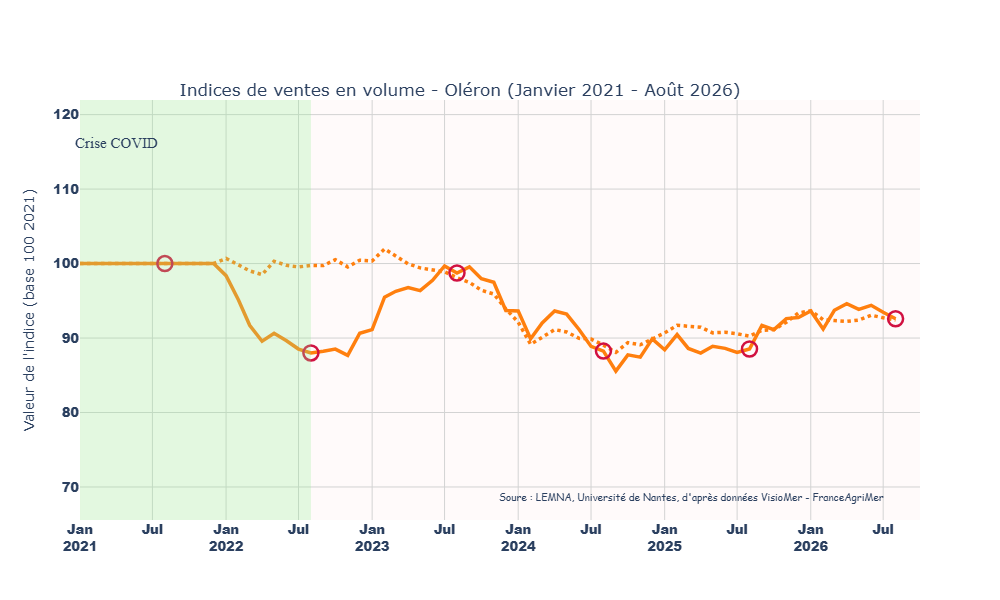 Indices de ventes en volume - Oléron (Janvier 2021 - Août 2026)
Crise COVID
Valeur de l'indice (base 100 2021)
120
110
100
90
80
70
Soure : LEMNA, Université de Nantes, d'après données VisioMer - FranceAgriMer
Jan Jul Jan Jul Jan Jul Jan Jul Jan Jul Jan Jul
2021 2022 2023 2024 2025 2026